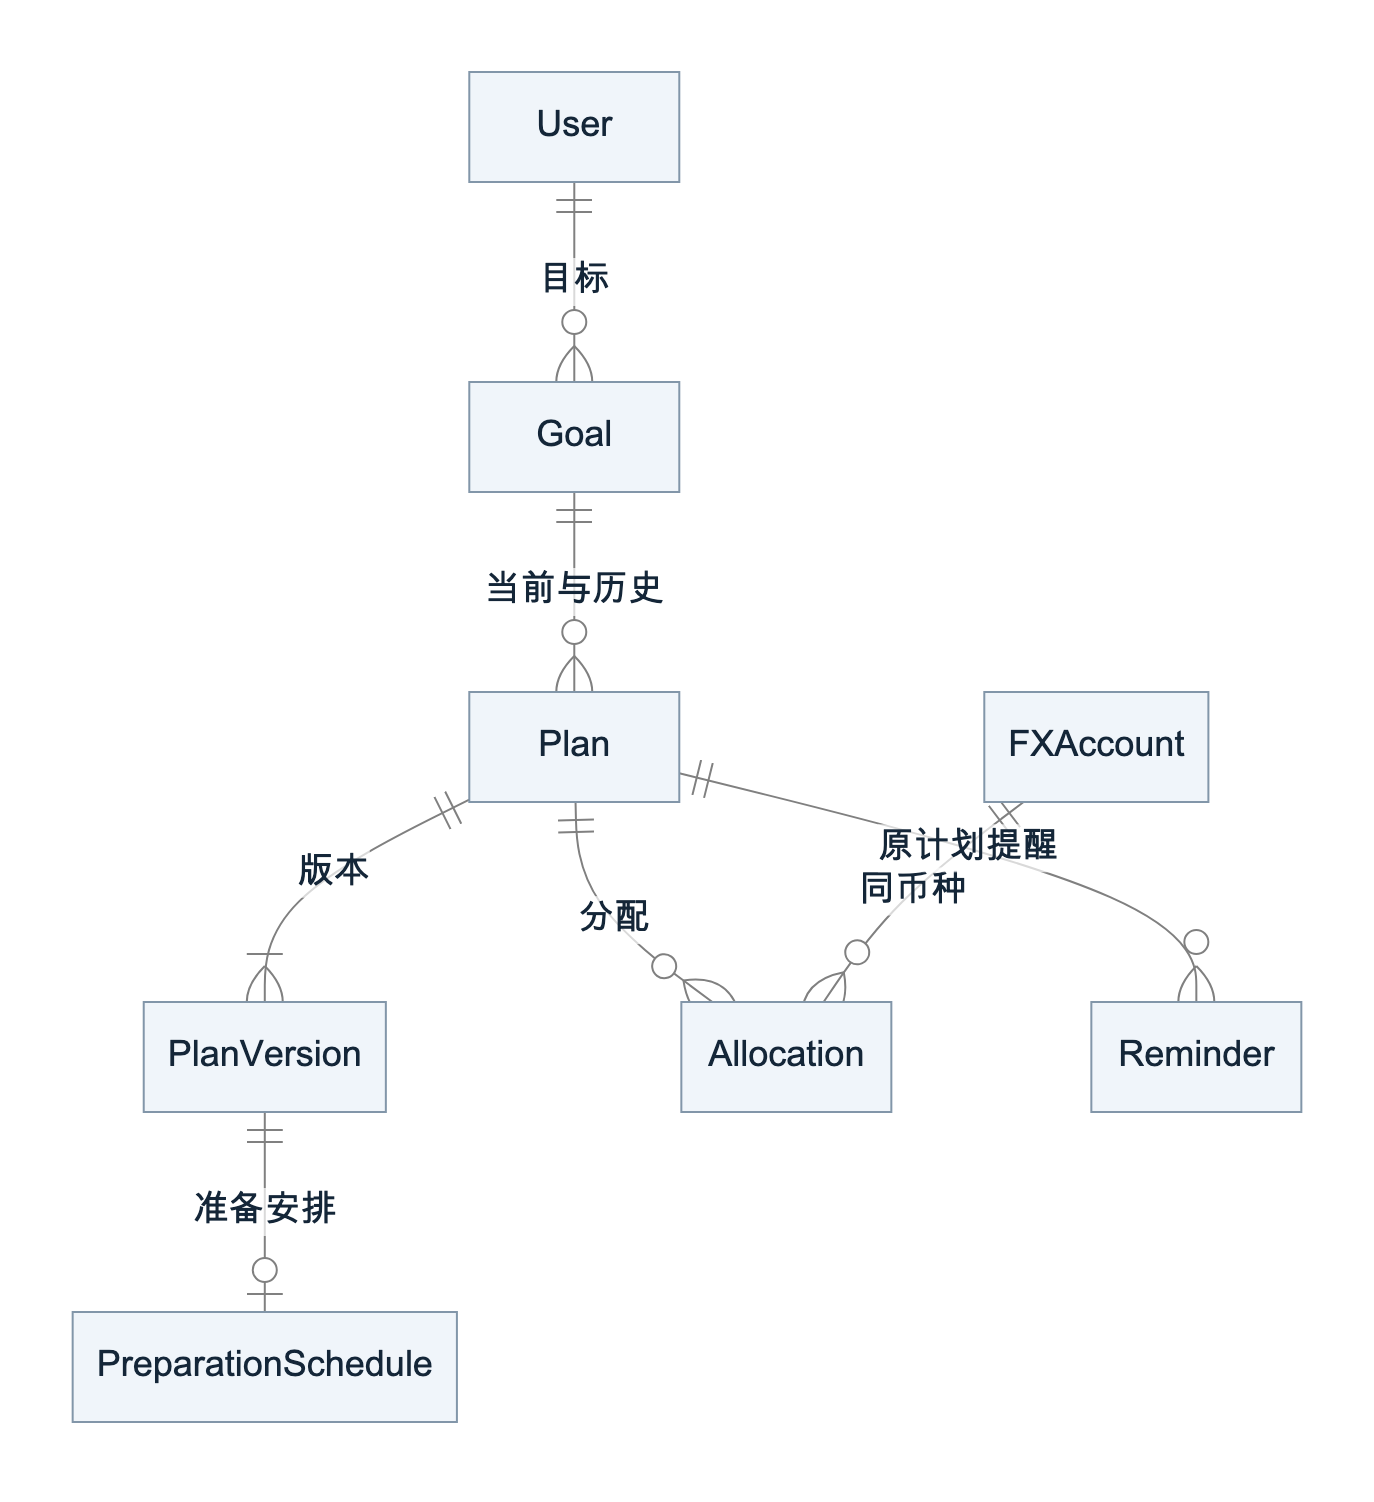 User
目标
Goal
当前与历史
Plan
FXAccount
原计划提醒
版本
同币种
分配
PlanVersion
Allocation
Reminder
准备安排
PreparationSchedule